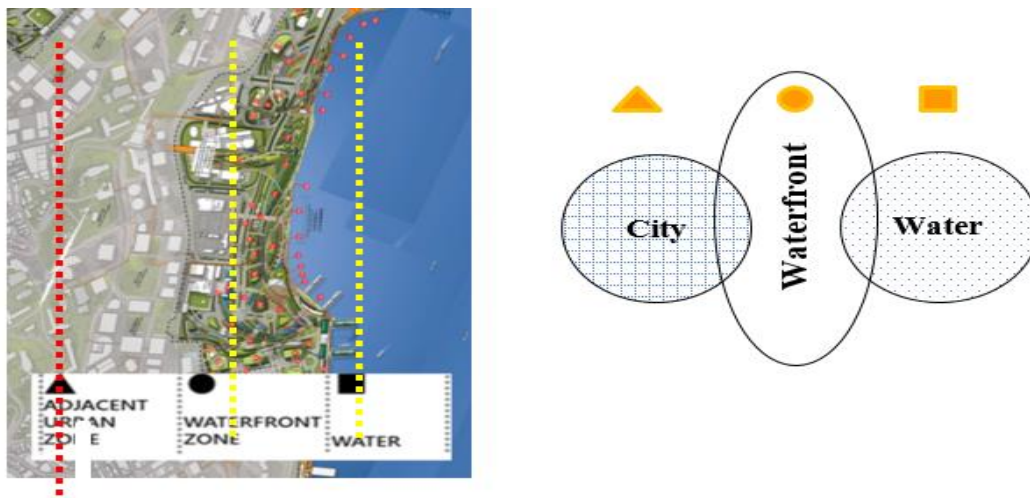 ADJACENT
URBAN
ZONE
WATERFRONT
ZONE
WATER
City
Waterfront
Water